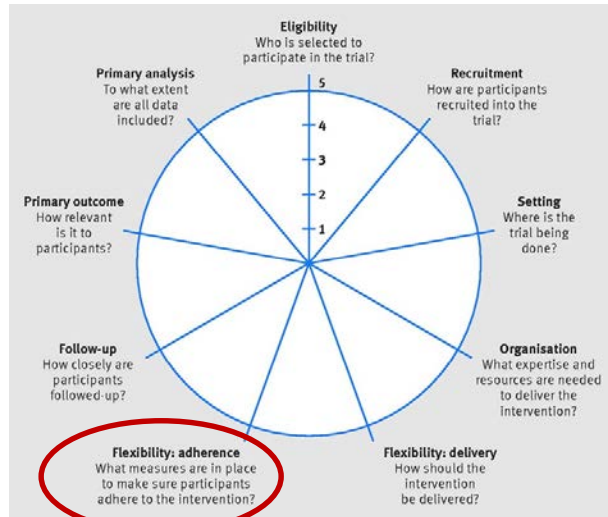 Eligibility
Who is selected to
participate in the trial?
Primary analysis
To what extent
are all data
included?
Recruitment
How are participants
recruited into the
trial?
5
4
3
2
1
Primary outcome
How relevant
is it to
participants?
Setting
Where is the
trial being
done?
Follow-up
How closely are
participants
followed-up?
Organisation
What expertise and
resources are needed
to deliver the
intervention?
Flexibility: adherence
What measures are in place
to make sure participants
adhere to the intervention?
Flexibility: delivery
How should the
intervention
be delivered?